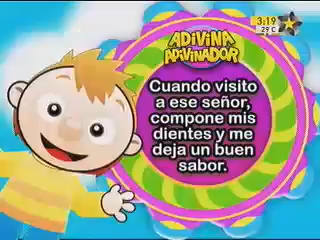 3:19
29 C
ADIVINA
ADIVINADOR
Cuando visito
a ese señor,
compone mis
dientes y me
deja un buen
sabor.